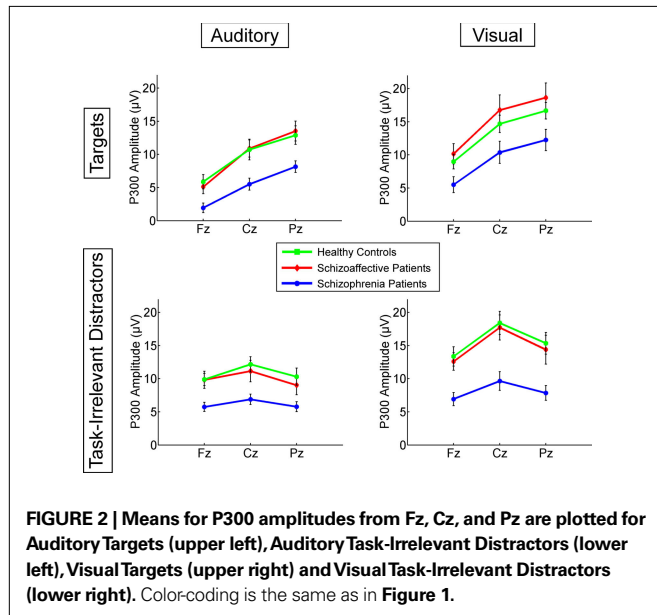 Auditory
Visual
Targets
P300 Amplitude (µV)
20
15
10
5
0
Fz Cz Pz
P300 Amplitude (µV)
20
15
10
5
0
Fz Cz Pz
Healthy Controls
Schizoaffective Patients
Schizophrenia Patients
Task-Irrelevant Distractors
P300 Amplitude (µV)
20
15
10
5
0
Fz Cz Pz
P300 Amplitude (µV)
20
15
10
5
0
Fz Cz Pz
FIGURE 2 | Means for P300 amplitudes from Fz, Cz, and Pz are plotted for
Auditory Targets (upper left), Auditory Task-Irrelevant Distractors (lower
left), Visual Targets (upper right) and Visual Task-Irrelevant Distractors
(lower right). Color-coding is the same as in Figure 1.